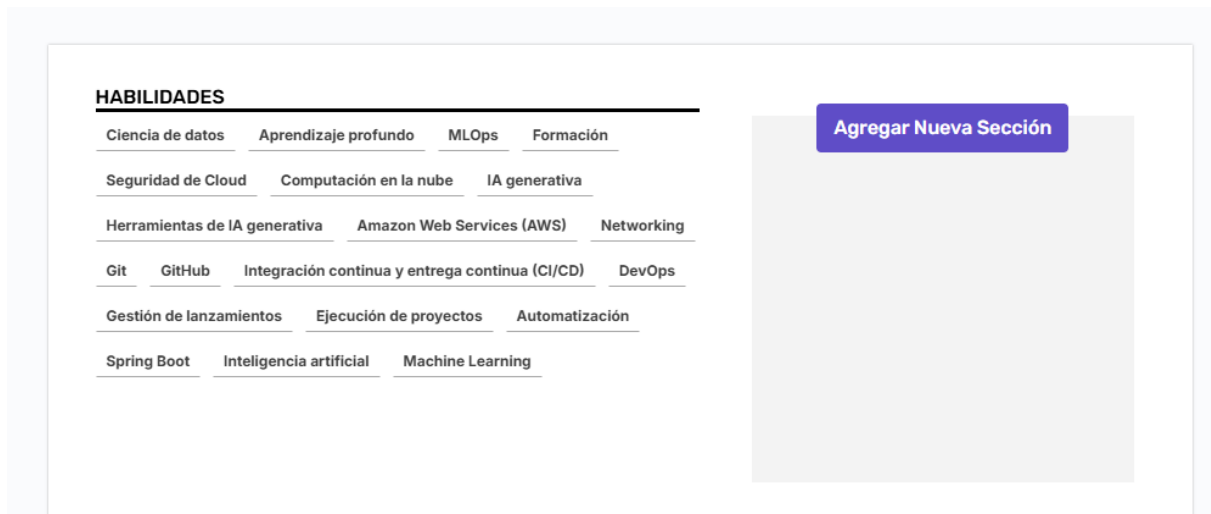 HABILIDADES
Ciencia de datos Aprendizaje profundo MLOps Formación
Seguridad de Cloud Computación en la nube IA generativa
Herramientas de IA generativa Amazon Web Services (AWS) Networking
Git GitHub Integración continua y entrega continua (CI/CD) DevOps
Gestión de lanzamientos Ejecución de proyectos Automatización
Spring Boot Inteligencia artificial Machine Learning
Agregar Nueva Sección